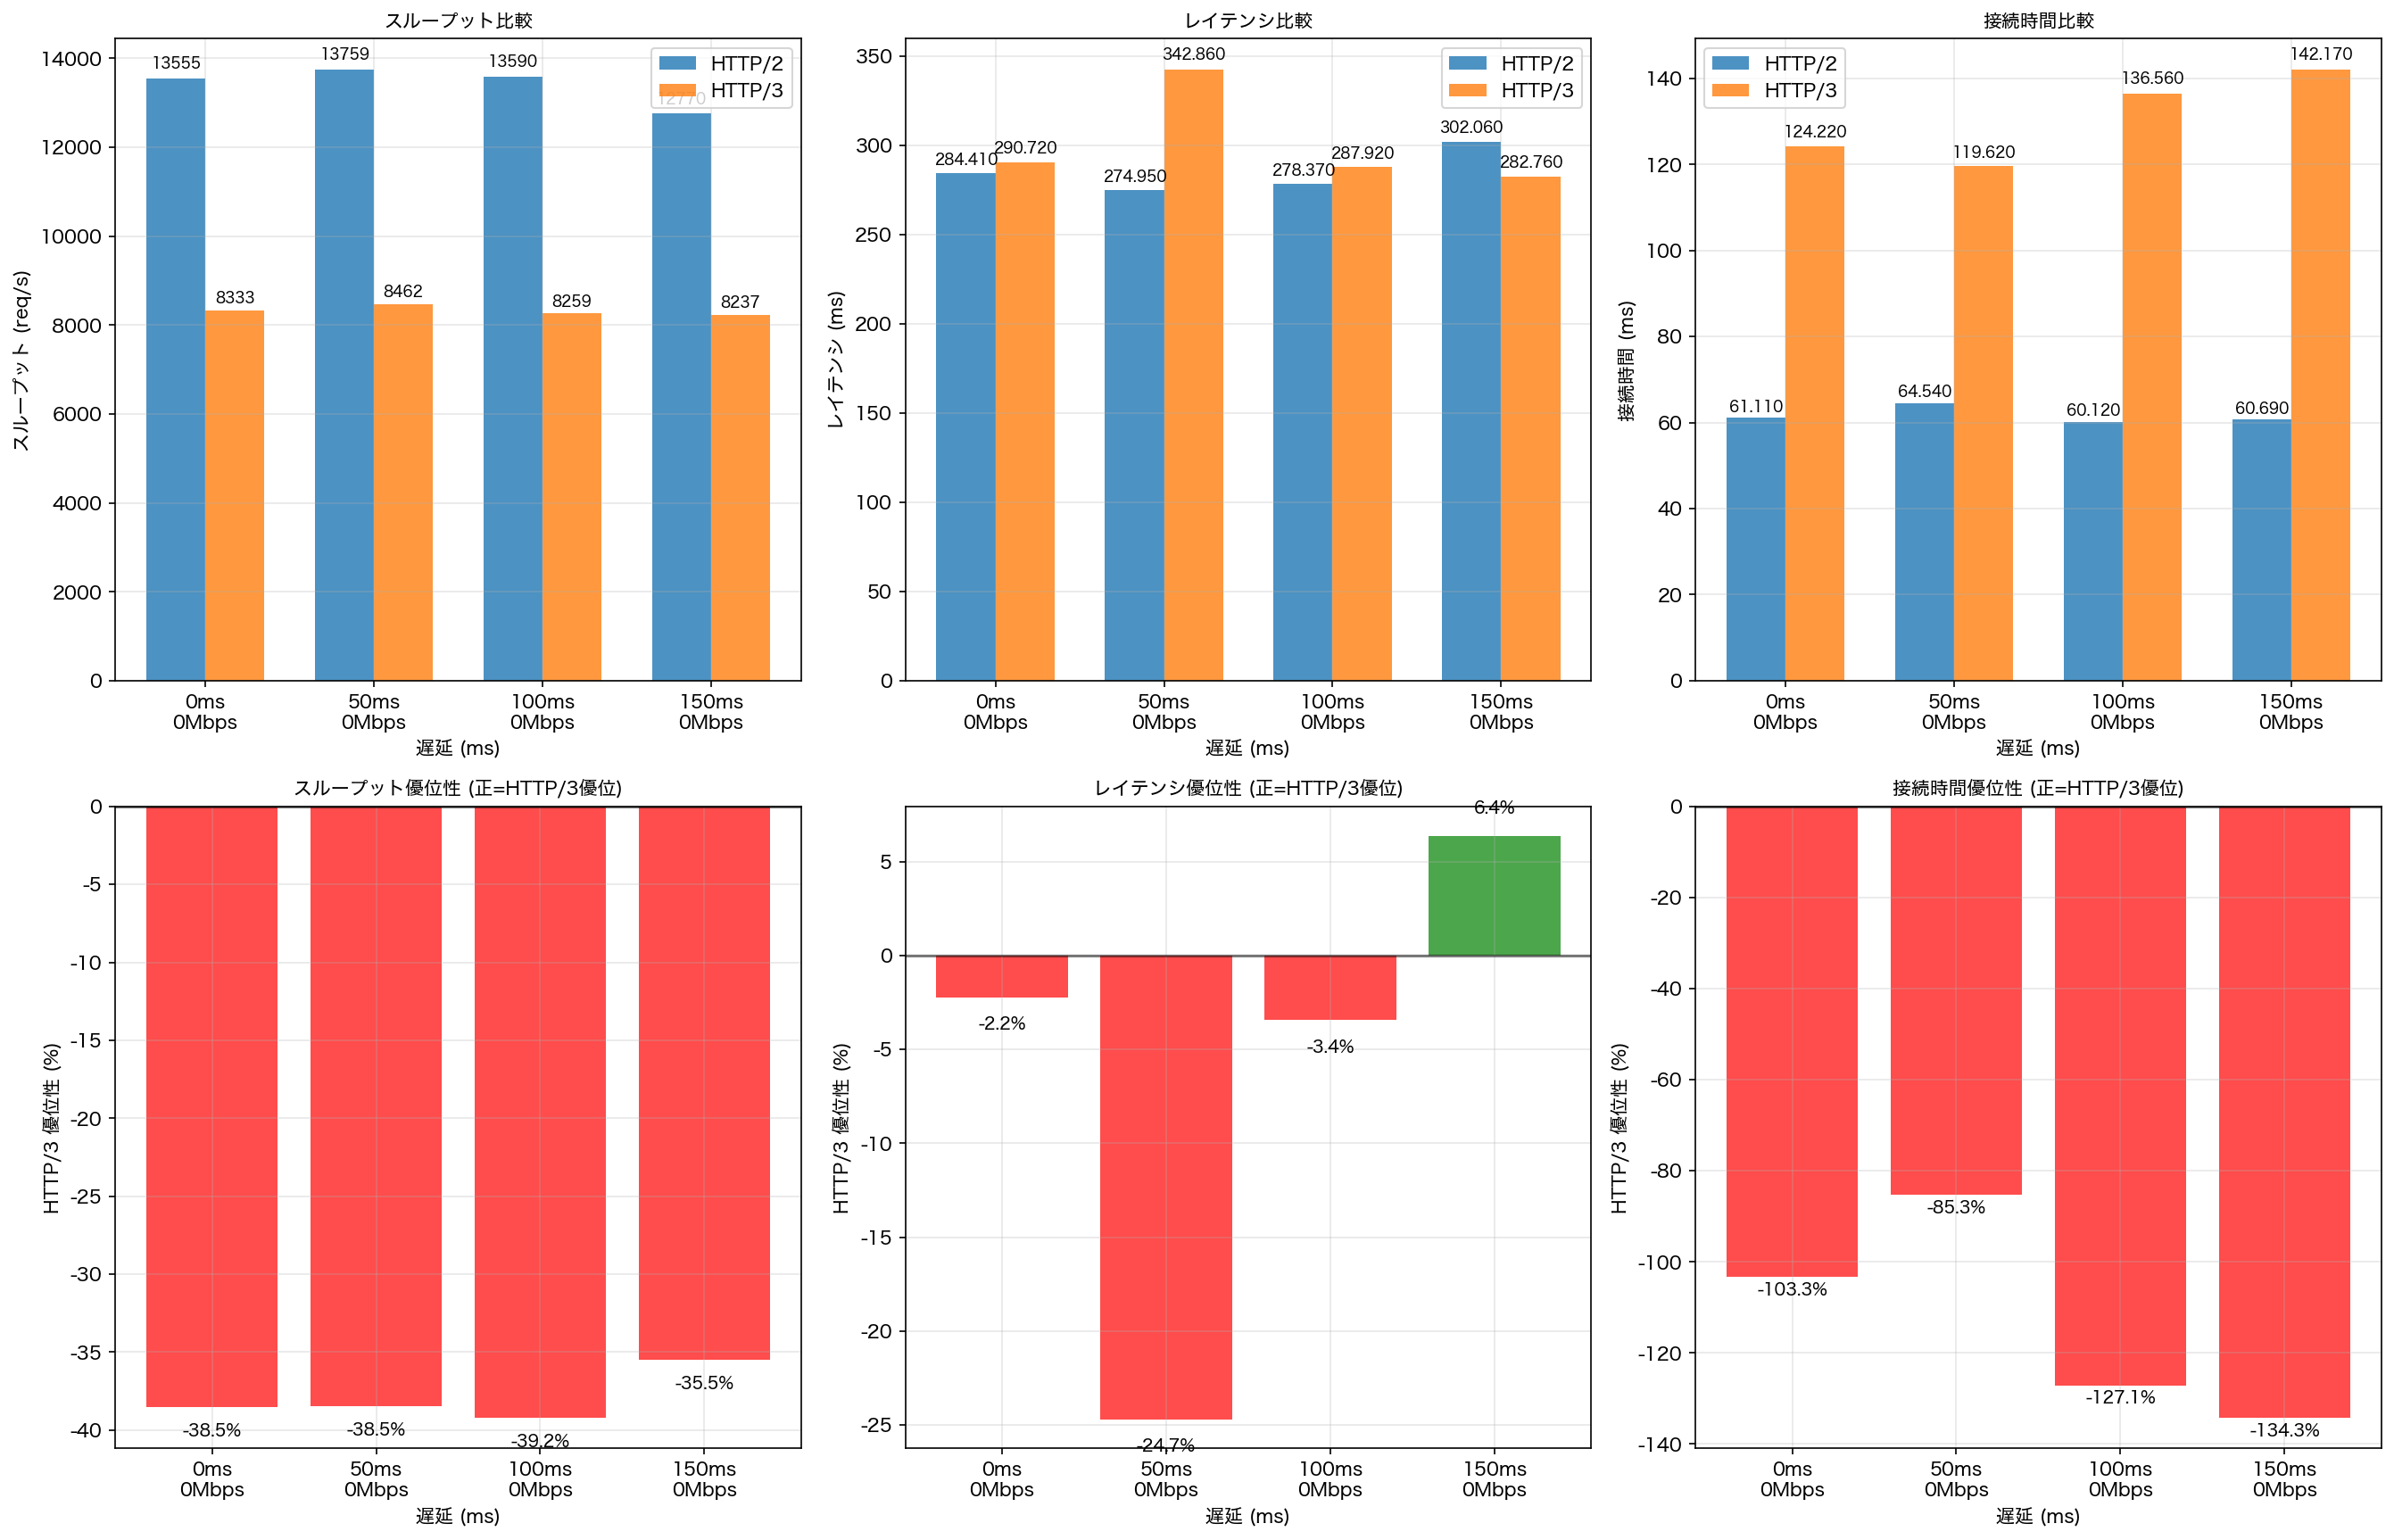 スループット比較
スループット (req/s)
14000
12000
10000
8000
6000
4000
2000
0
13555
13759
13590
12770
8333
8462
8259
8237
HTTP/2
HTTP/3
0ms
0Mbps
50ms
0Mbps
100ms
0Mbps
150ms
0Mbps
遅延 (ms)
レイテンシ比較
レイテンシ (ms)
350
300
250
200
150
100
50
0
284.410
290.720
274.950
342.860
278.370
287.920
302.060
282.760
HTTP/2
HTTP/3
0ms
0Mbps
50ms
0Mbps
100ms
0Mbps
150ms
0Mbps
遅延 (ms)
接続時間比較
接続時間 (ms)
140
120
100
80
60
40
20
0
61.110
124.220
64.540
119.620
60.120
136.560
60.690
142.170
HTTP/2
HTTP/3
0ms
0Mbps
50ms
0Mbps
100ms
0Mbps
150ms
0Mbps
遅延 (ms)
スループット優位性 (正=HTTP/3優位)
HTTP/3 優位性 (%)
0
-5
-10
-15
-20
-25
-30
-35
-40
-38.5%
-38.5%
-39.2%
-35.5%
0ms
0Mbps
50ms
0Mbps
100ms
0Mbps
150ms
0Mbps
遅延 (ms)
レイテンシ優位性 (正=HTTP/3優位)
HTTP/3 優位性 (%)
5
0
-5
-10
-15
-20
-25
-2.2%
-24.7%
-3.4%
6.4%
0ms
0Mbps
50ms
0Mbps
100ms
0Mbps
150ms
0Mbps
遅延 (ms)
接続時間優位性 (正=HTTP/3優位)
HTTP/3 優位性 (%)
0
-20
-40
-60
-80
-100
-120
-140
-103.3%
-85.3%
-127.1%
-134.3%
0ms
0Mbps
50ms
0Mbps
100ms
0Mbps
150ms
0Mbps
遅延 (ms)